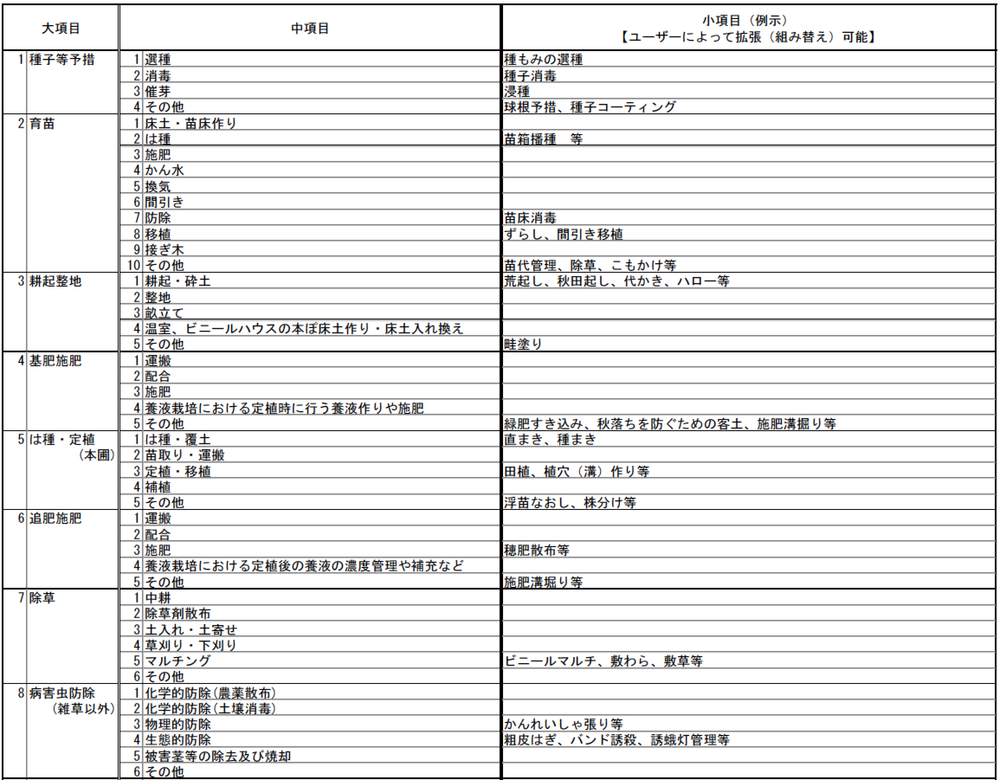 大項目 中項目 小項目（例示）
【ユーザーによって拡張（組み替え）可能】
1 種子等予措 1 選種 種もみの選種
2 消毒 種子消毒
3 催芽 浸種
4 その他 球根予措、種子コーティング
2 育苗 1 床土・苗床作り
2 は種 苗箱播種　等
3 施肥
4 かん水
5 換気
6 間引き
7 防除 苗床消毒
8 移植 ずらし、間引き移植
9 接ぎ木
10 その他 苗代管理、除草、こもかけ等
3 耕起整地 1 耕起・砕土 荒起し、秋田起し、代かき、ハロー等
2 整地
3 畝立て
4 温室、ビニールハウスの本ぽ床土作り・床土入れ換え
5 その他 畦塗り
4 基肥施肥 1 運搬
2 配合
3 施肥
4 養液栽培における定植時に行う養液作りや施肥
5 その他 緑肥すき込み、秋落ちを防ぐための客土、施肥溝掘り等
5 は種・定植 1 は種・覆土 直まき、種まき
(本圃) 2 苗取り・運搬
3 定植・移植 田植、植穴（溝）作り等
4 補植
5 その他 浮苗なおし、株分け等
6 追肥施肥 1 運搬
2 配合
3 施肥 穂肥散布等
4 養液栽培における定植後の養液の濃度管理や補充など
5 その他 施肥溝堀り等
7 除草 1 中耕
2 除草剤散布
3 土入れ・土寄せ
4 草刈り・下刈り
5 マルチング ビニールマルチ、敷わら、敷草等
6 その他
8 病害虫防除 1 化学的防除(農薬散布)
(雑草以外) 2 化学的防除(土壌消毒)
3 物理的防除 かんれいしゃ張り等
4 生態的防除 粗皮はぎ、バンド誘殺、誘蛾灯管理等
5 被害茎等の除去及び焼却
6 その他